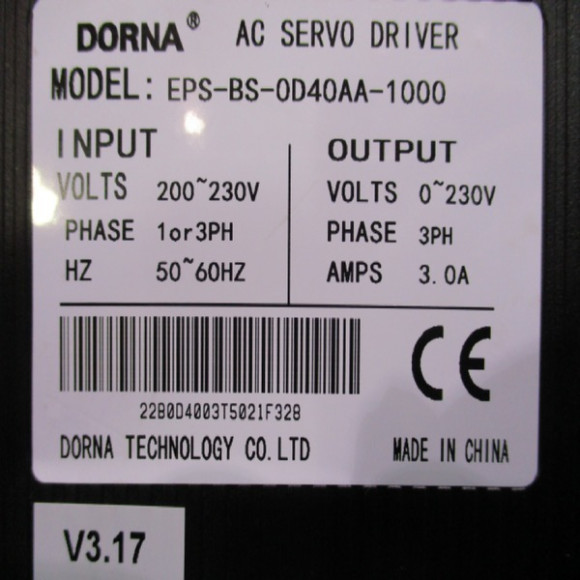 DORNA® AC SERVO DRIVER
MODEL: EPS-BS-0D40AA-1000
INPUT
VOLTS 200~230V
PHASE 1or3PH
HZ 50~60HZ
OUTPUT
VOLTS 0~230V
PHASE 3PH
AMPS 3.0A
CE
22B0D4003T5021F328
DORNA TECHNOLOGY CO.LTD MADE IN CHINA
V3.17